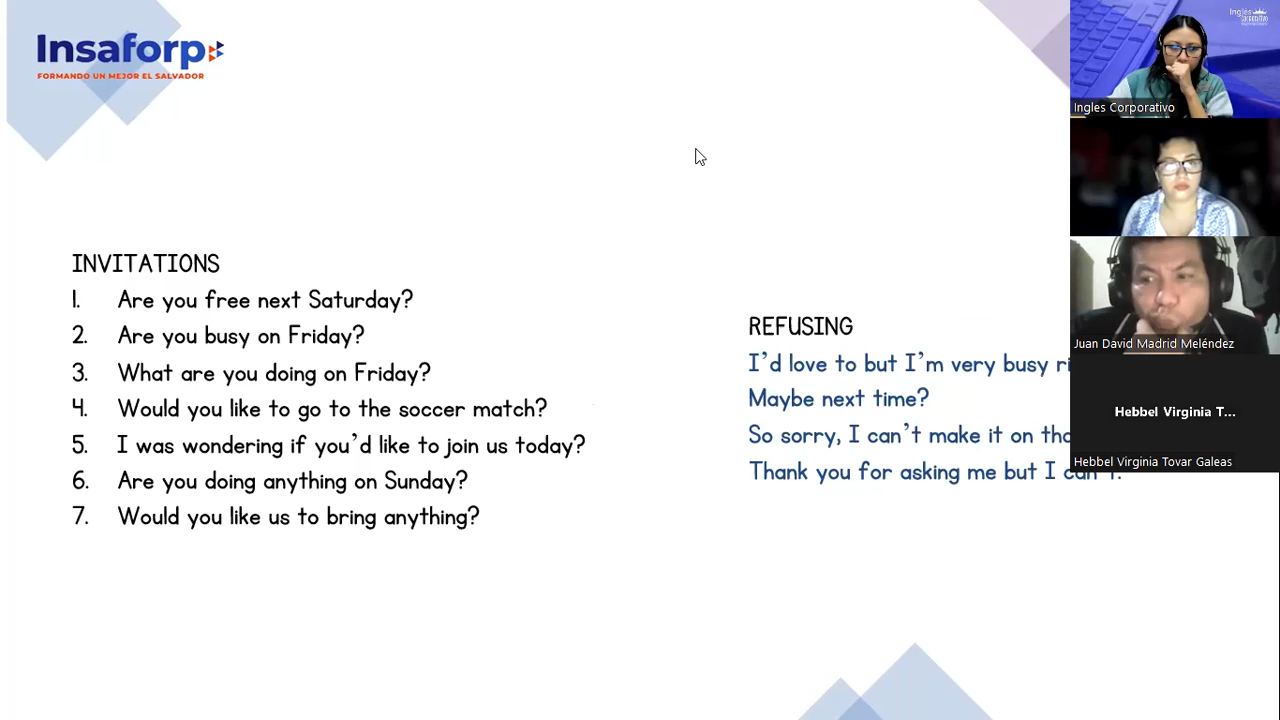 Insaforp
FORMANDO UN MEJOR EL SALVADOR
INVITATIONS
1. Are you free next Saturday?
2. Are you busy on Friday?
3. What are you doing on Friday?
4. Would you like to go to the soccer match?
5. I was wondering if you'd like to join us today?
6. Are you doing anything on Sunday?
7. Would you like us to bring anything?
REFUSING
I'd love to but I'm very busy
Maybe next time?
So sorry, I can't make it on
Thank you for asking me but I can't.
Ingles Corporativo
Juan David Madrid Meléndez
Hebbel Virginia T...
Hebbel Virginia Tovar Galeas